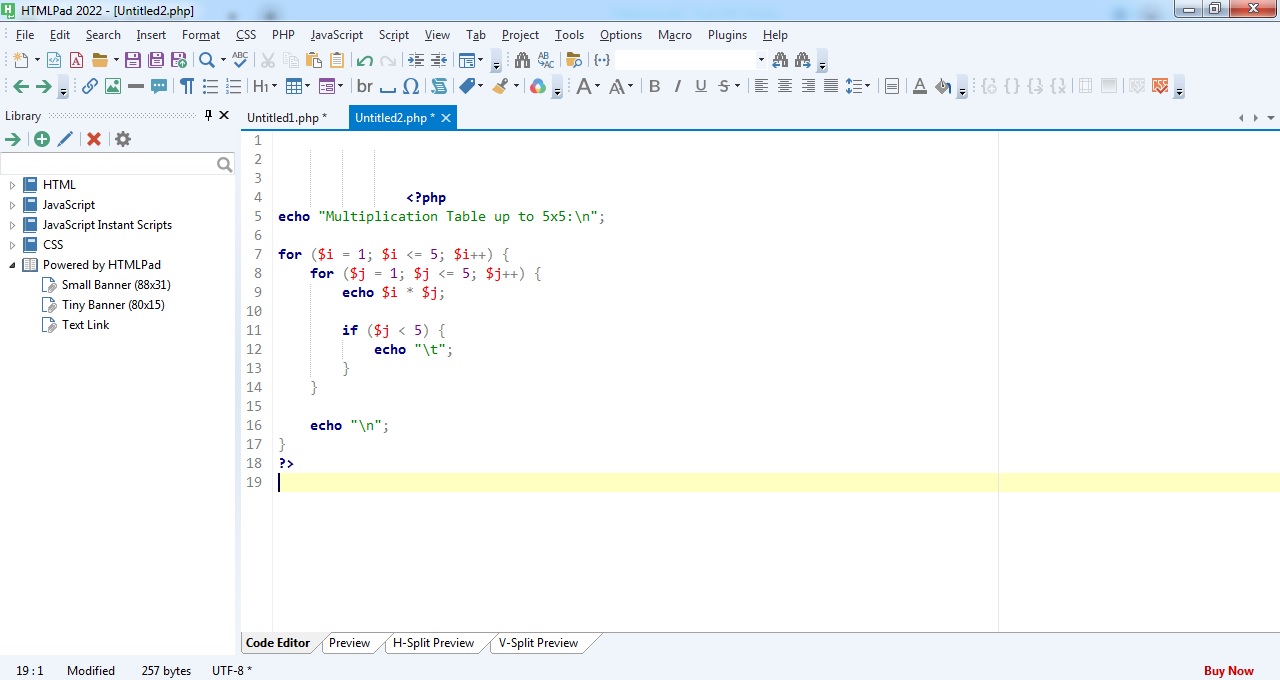 HTMLPad 2022 - [Untitled2.php]
File Edit Search Insert Format CSS PHP JavaScript Script View Tab Project Tools Options Macro Plugins Help
Library
Untitled1.php *
Untitled2.php *
HTML
JavaScript
JavaScript Instant Scripts
CSS
Powered by HTMLPad
Small Banner (88x31)
Tiny Banner (80x15)
Text Link
1
2
3
4 <?php
5 echo "Multiplication Table up to 5x5:\n";
6
7 for ($i = 1; $i <= 5; $i++) {
8     for ($j = 1; $j <= 5; $j++) {
9         echo $i * $j;
10
11         if ($j < 5) {
12             echo "\t";
13         }
14     }
15
16     echo "\n";
17 }
18 ?>
19
Code Editor Preview H-Split Preview V-Split Preview
19 : 1 Modified 257 bytes UTF-8 * Buy Now